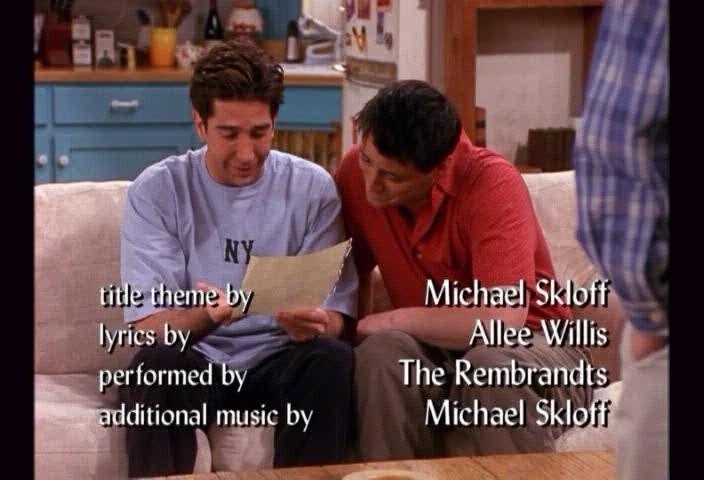 NY
title theme by Michael Skloff
lyrics by Allee Willis
performed by The Rembrandts
additional music by Michael Skloff